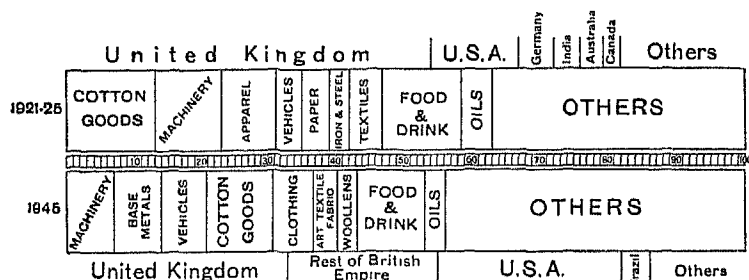 United Kingdom U.S.A. Germany India Australia Canada Others
1921-25 COTTON GOODS MACHINERY APPAREL VEHICLES PAPER IRON & STEEL TEXTILES FOOD & DRINK OILS OTHERS
10 20 30 40 50 60 70 80 90 100
1945 MACHINERY BASE METALS VEHICLES COTTON GOODS CLOTHING ART TEXTILE FABRIC WOOLLENS FOOD & DRINK OILS OTHERS
United Kingdom Rest of British Empire U.S.A. Brazil Others